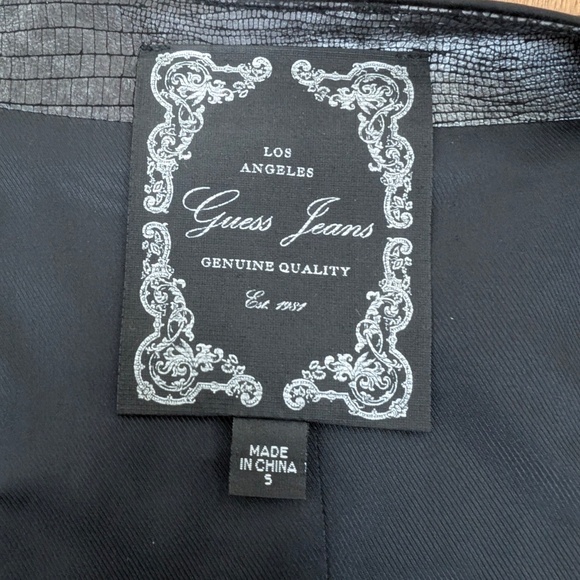 LOS
ANGELES
Guess Jeans
GENUINE QUALITY
Est. 1981
MADE
IN CHINA
S